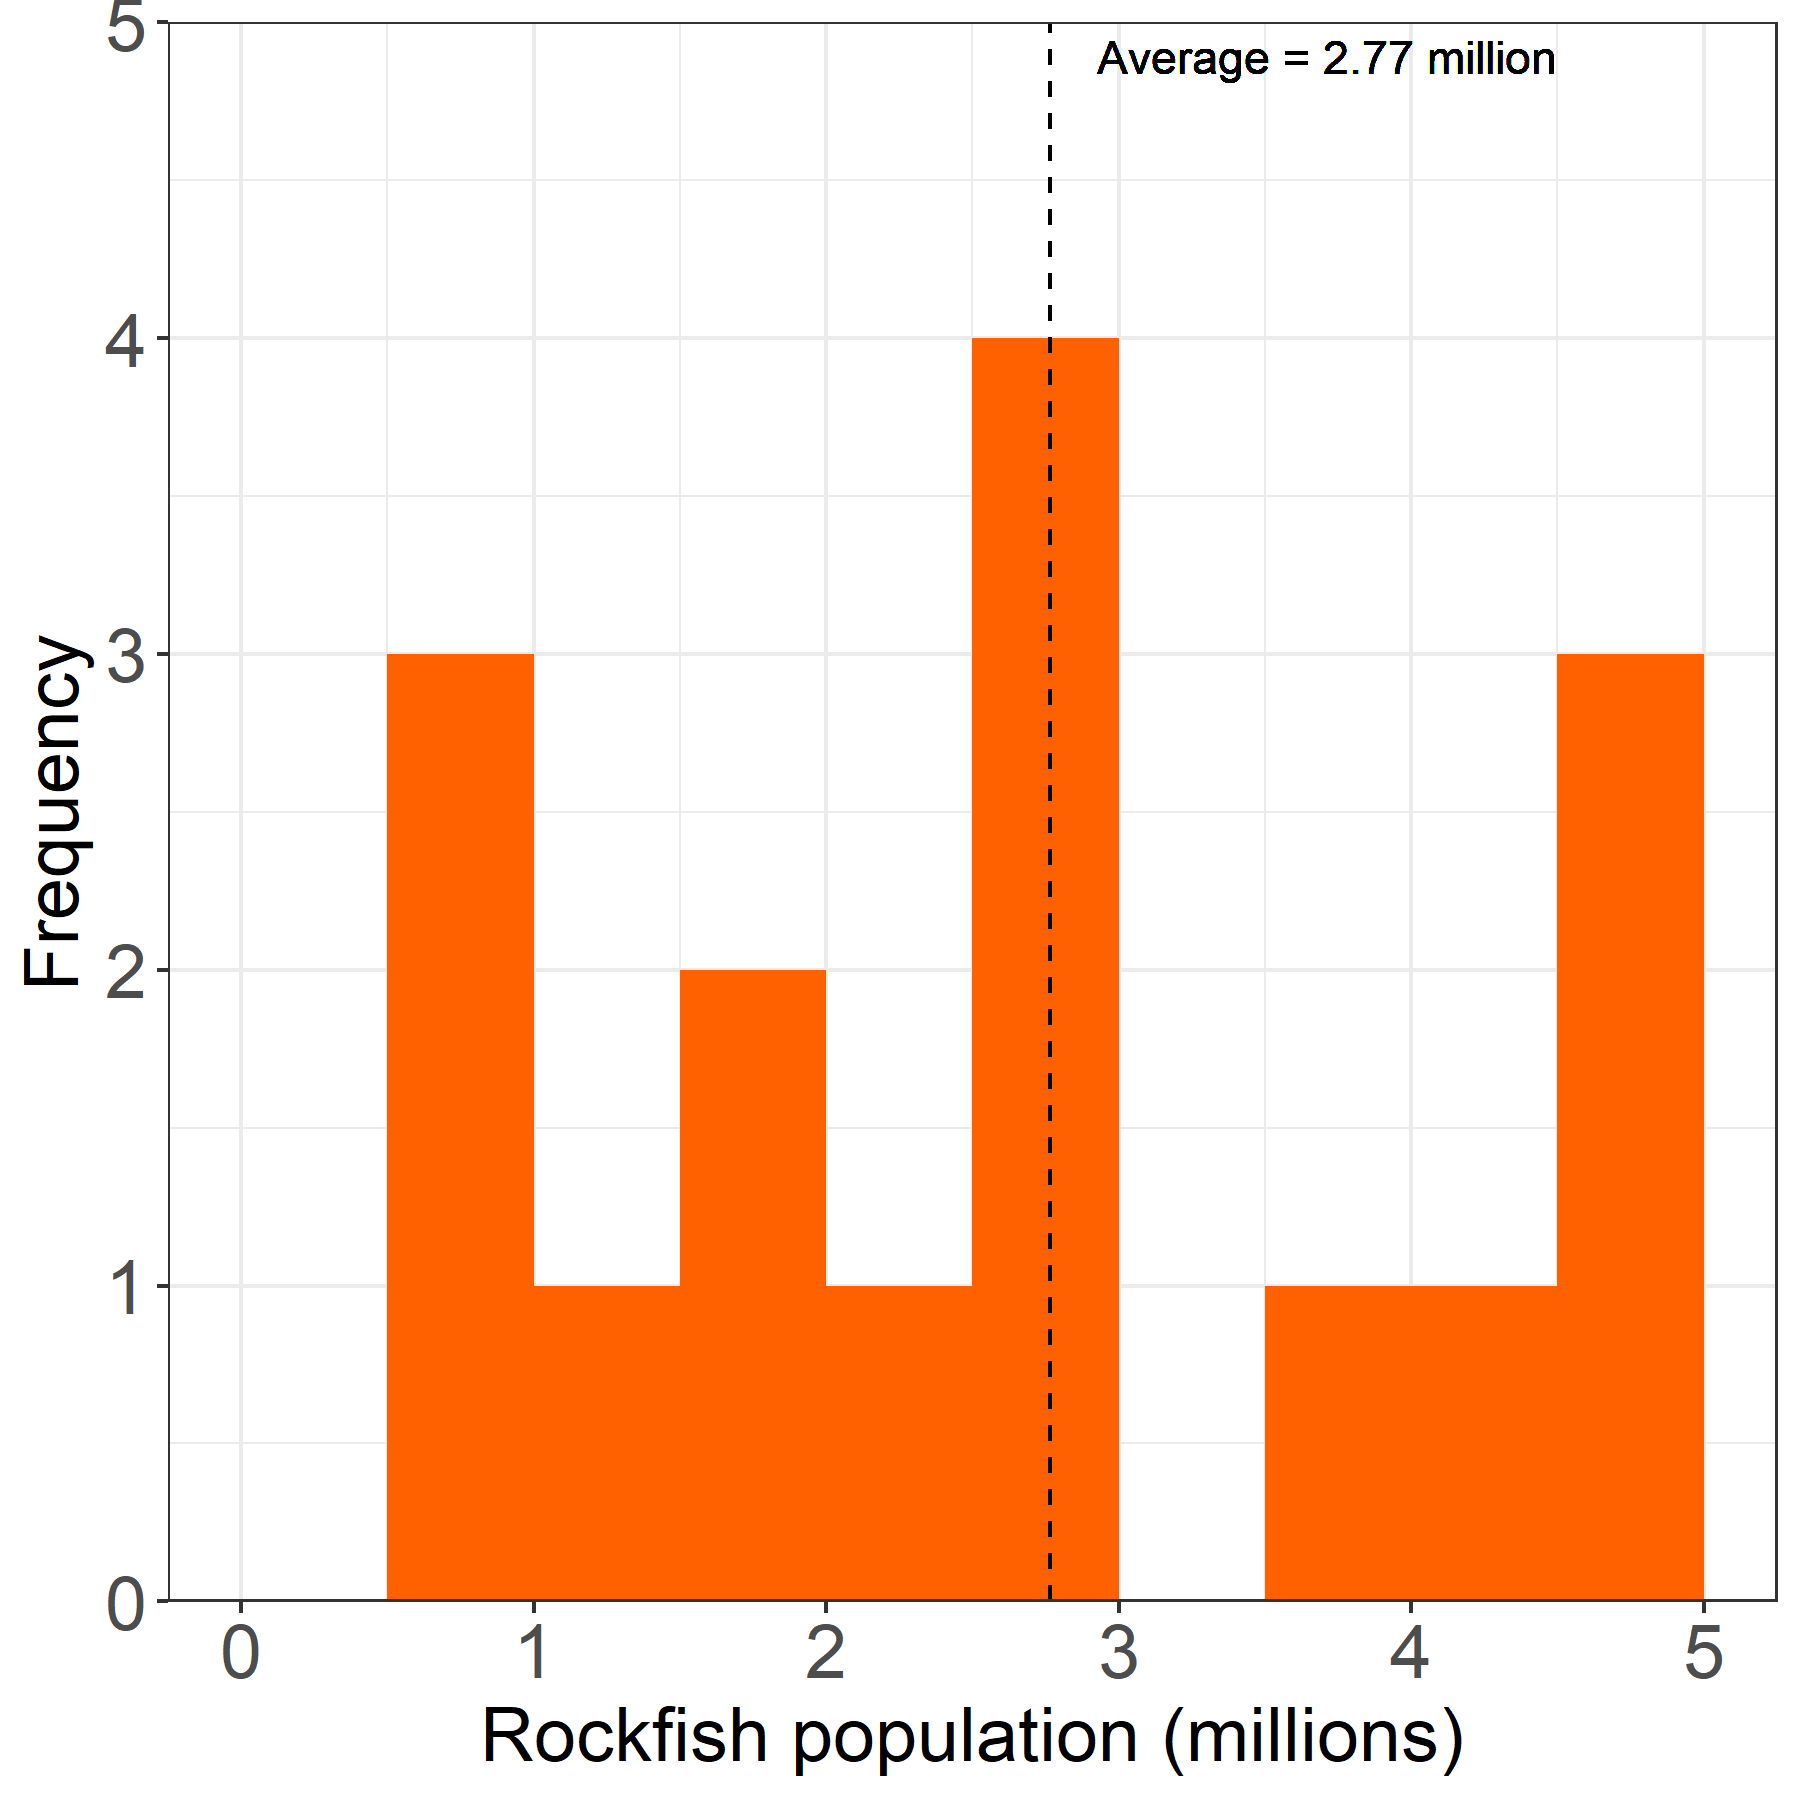 5
Average = 2.77 million
4
3
2
1
0
Frequency
0 1 2 3 4 5
Rockfish population (millions)